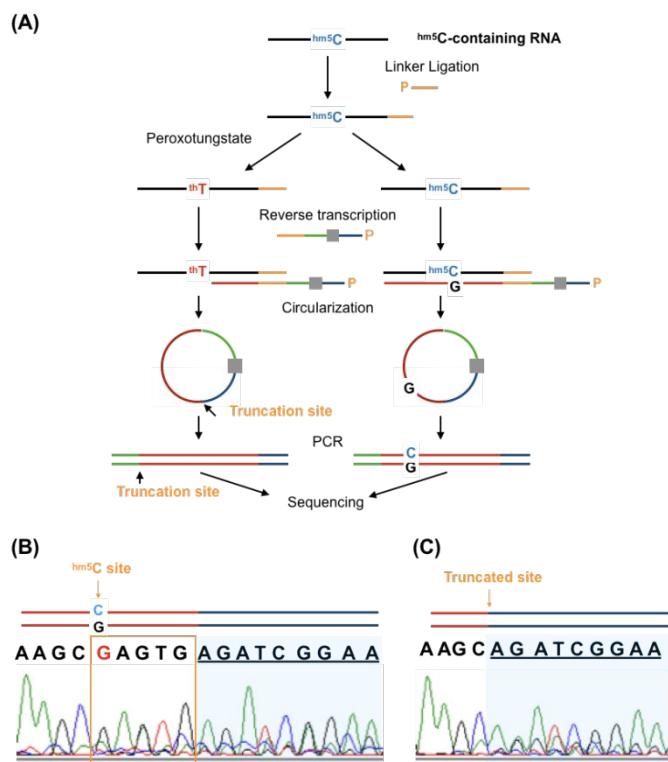 (A)
hm5C
hm5C-containing RNA
Linker Ligation
P
hm5C
Peroxotungstate
thT
hm5C
Reverse transcription
P
thT
hm5C
P
G
P
Circularization
G
Truncation site
PCR
C
G
Truncation site
Sequencing
(B)
(C)
hm5C site
Truncated site
C
G
A A G C G A G T G A G A T C G G A A
A A G C A G A T C G G A A